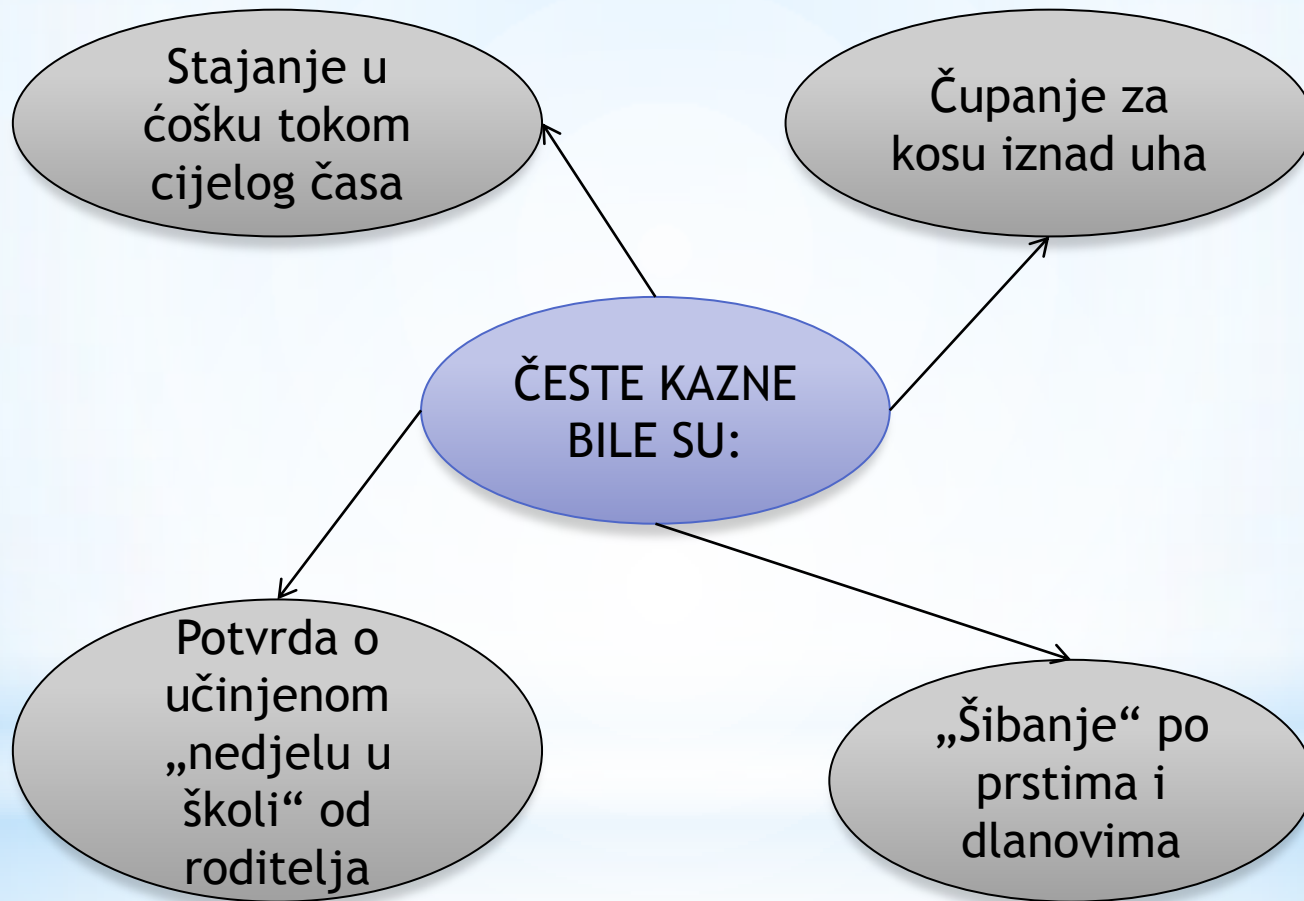 Stajanje u
ćošku tokom
cijelog časa
Čupanje za
kosu iznad uha
ČESTE KAZNE
BILE SU:
Potvrda o
učinjenom
„nedjelu u
školi“ od
roditelja
„Šibanje“ po
prstima i
dlanovima